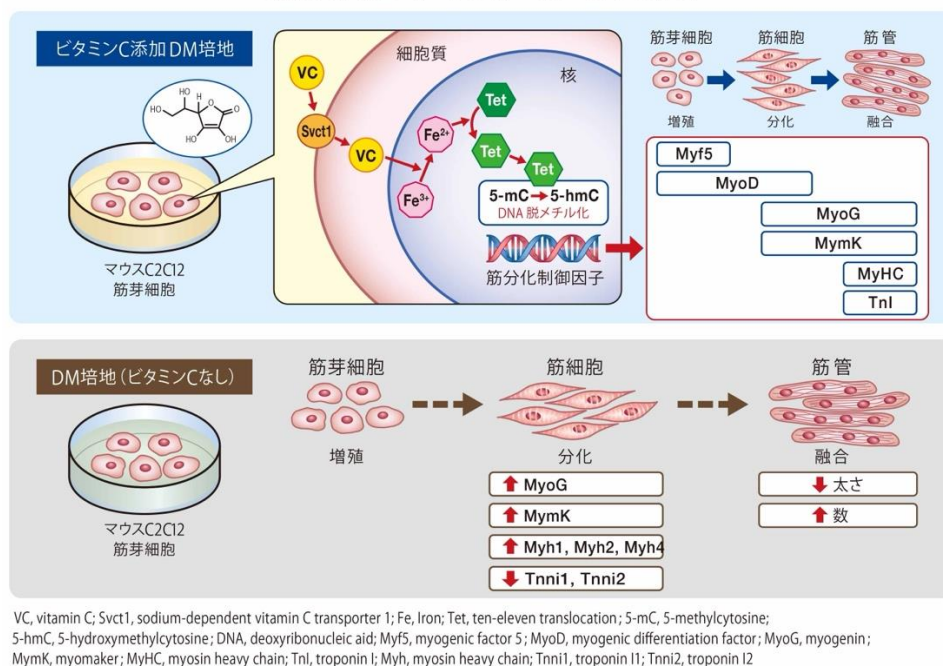 ビタミンC添加DM培地
HO
H
O
O
HO
HO
OH
マウスC2C12
筋芽細胞
細胞質
核
VC
Svct1
VC
Fe2+
Fe3+
Tet
Tet
Tet
5-mC 5-hmC
DNA 脱メチル化
筋分化制御因子
筋芽細胞 筋細胞 筋管
増殖 分化 融合
Myf5
MyoD
MyoG
MymK
MyHC
TnI
DM培地(ビタミンCなし)
マウスC2C12
筋芽細胞
筋芽細胞 筋細胞 筋管
増殖 分化 融合
MyoG
MymK
Myh1, Myh2, Myh4
Tnni1, Tnni2
太さ
数
VC, vitamin C; Svct1, sodium-dependent vitamin C transporter 1; Fe, Iron; Tet, ten-eleven translocation; 5-mC, 5-methylcytosine;
5-hmC, 5-hydroxymethylcytosine; DNA, deoxyribonucleic aid; Myf5, myogenic factor 5; MyoD, myogenic differentiation factor; MyoG, myogenin;
MymK, myomaker; MyHC, myosin heavy chain; TnI, troponin I; Myh, myosin heavy chain; Tnni1, troponin I1; Tnni2, troponin I2